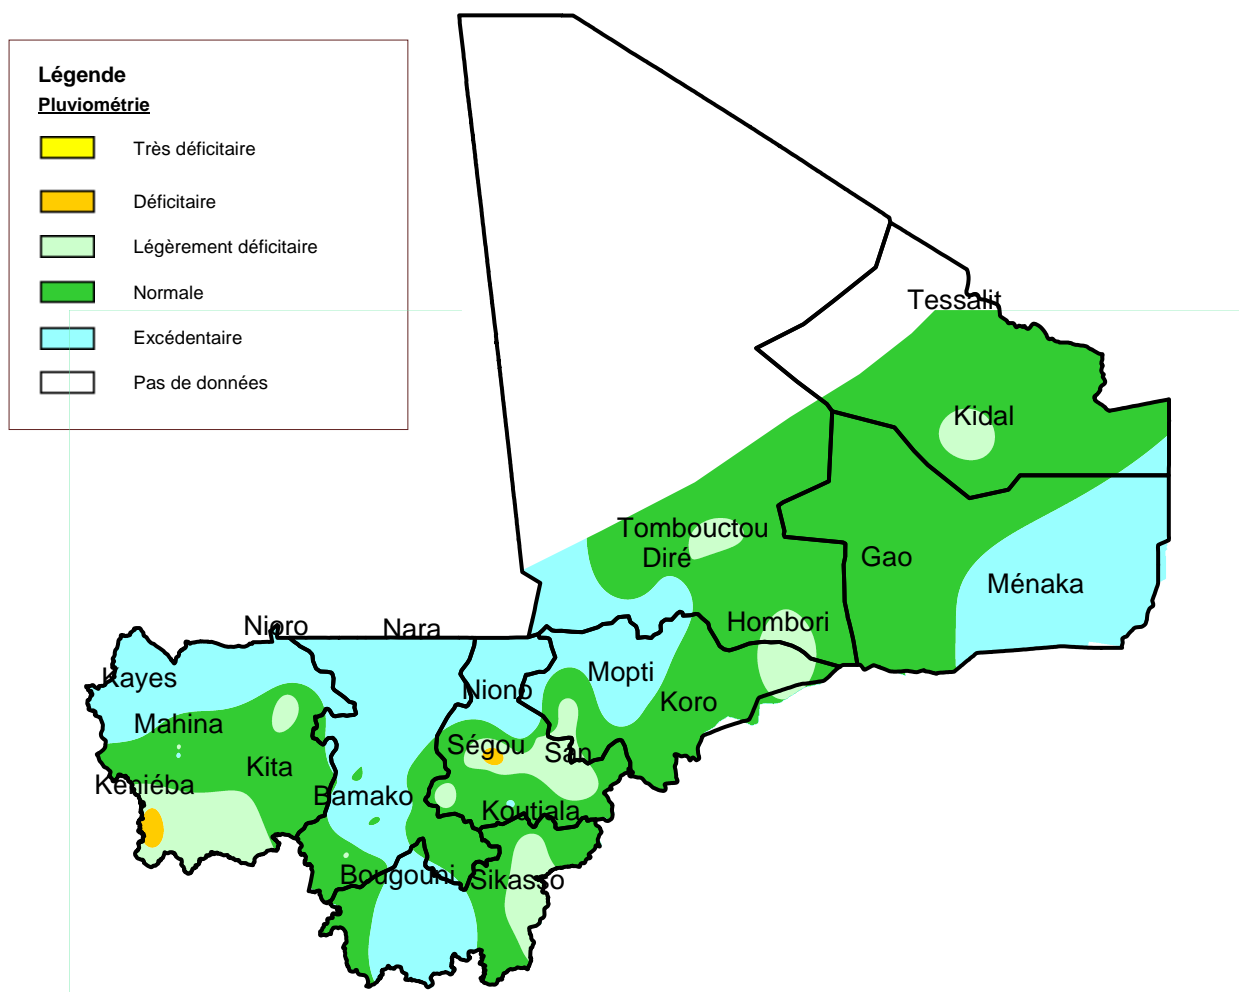 Légende
Pluviométrie
Très déficitaire
Déficitaire
Légèrement déficitaire
Normale
Excédentaire
Pas de données
Tessalit
Kidal
Tombouctou
Diré
Gao
Ménaka
Hombori
Nioro
Nara
Kayes
Niono
Mopti
Koro
Mahina
Ségou
San
Kita
Kéniéba
Bamako
Koutiala
Bougouni
Sikasso